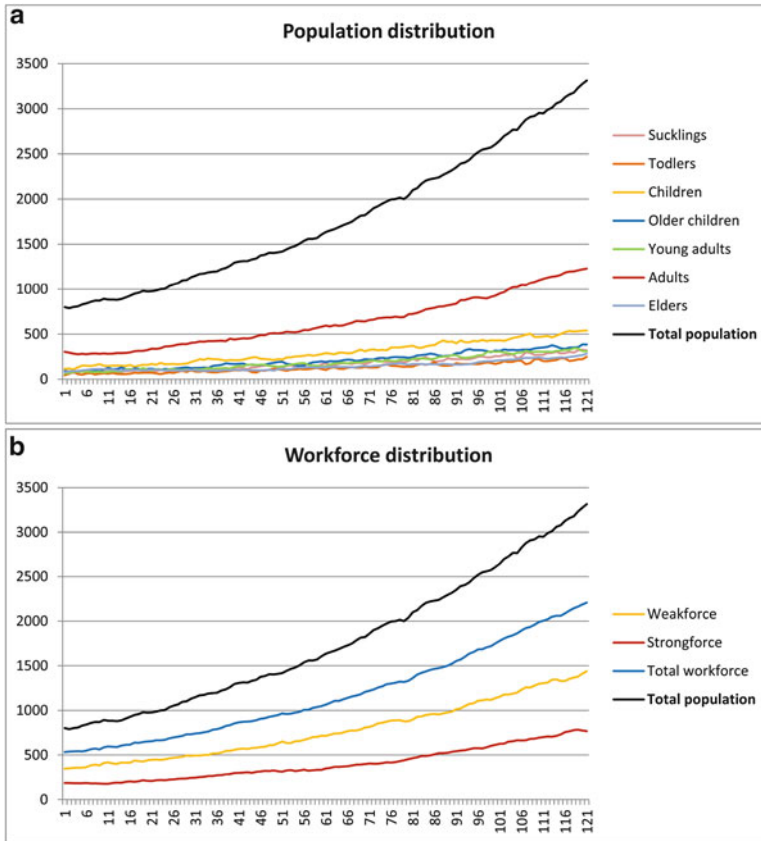 a
Population distribution
3500
3000
2500
2000
1500
1000
500
0
1 6 11 16 21 26 31 36 41 46 51 56 61 66 71 76 81 86 91 96 101 106 111 116 121
Sucklings
Todlers
Children
Older children
Young adults
Adults
Elders
Total population
b
Workforce distribution
3500
3000
2500
2000
1500
1000
500
0
1 6 11 16 21 26 31 36 41 46 51 56 61 66 71 76 81 86 91 96 101 106 111 116 121
Weakforce
Strongforce
Total workforce
Total population